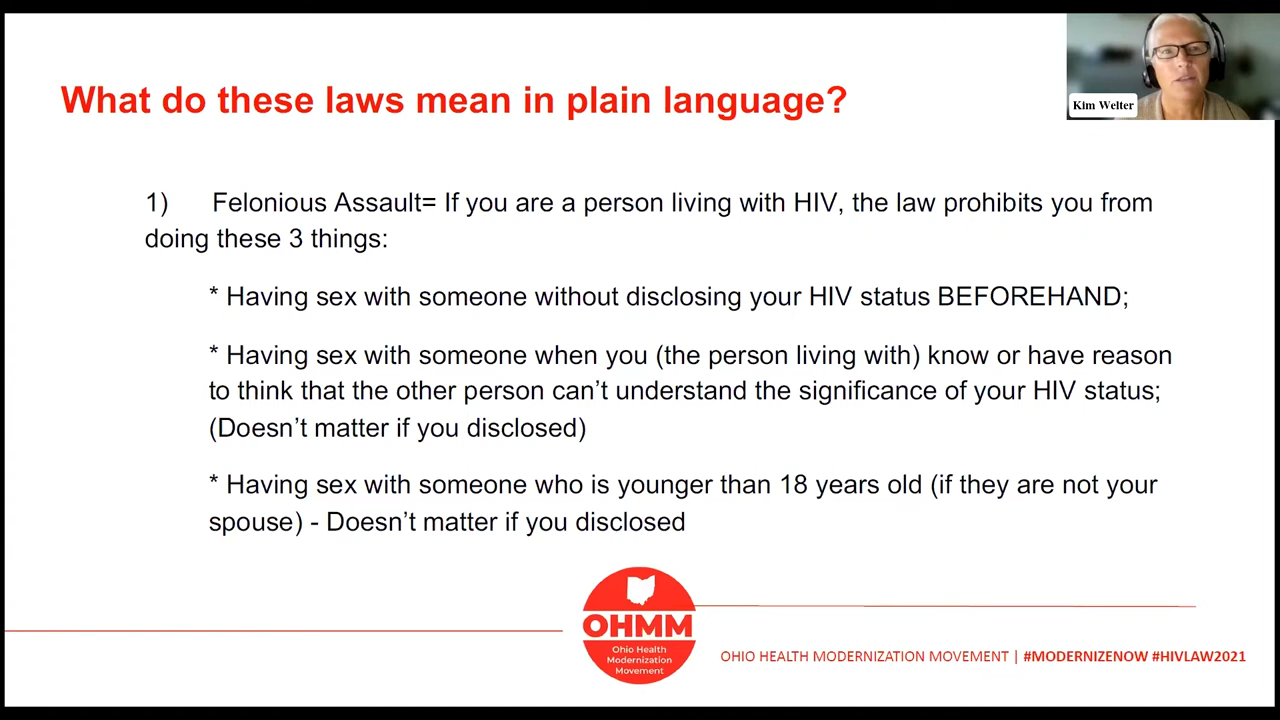 What do these laws mean in plain language?
Kim Welter
1) Felonious Assault= If you are a person living with HIV, the law prohibits you from
doing these 3 things:
* Having sex with someone without disclosing your HIV status BEFOREHAND;
* Having sex with someone when you (the person living with) know or have reason
to think that the other person can’t understand the significance of your HIV status;
(Doesn’t matter if you disclosed)
* Having sex with someone who is younger than 18 years old (if they are not your
spouse) - Doesn’t matter if you disclosed
OHMM
Ohio Health
Modernization
Movement
OHIO HEALTH MODERNIZATION MOVEMENT | #MODERNIZENOW #HIVLAW2021